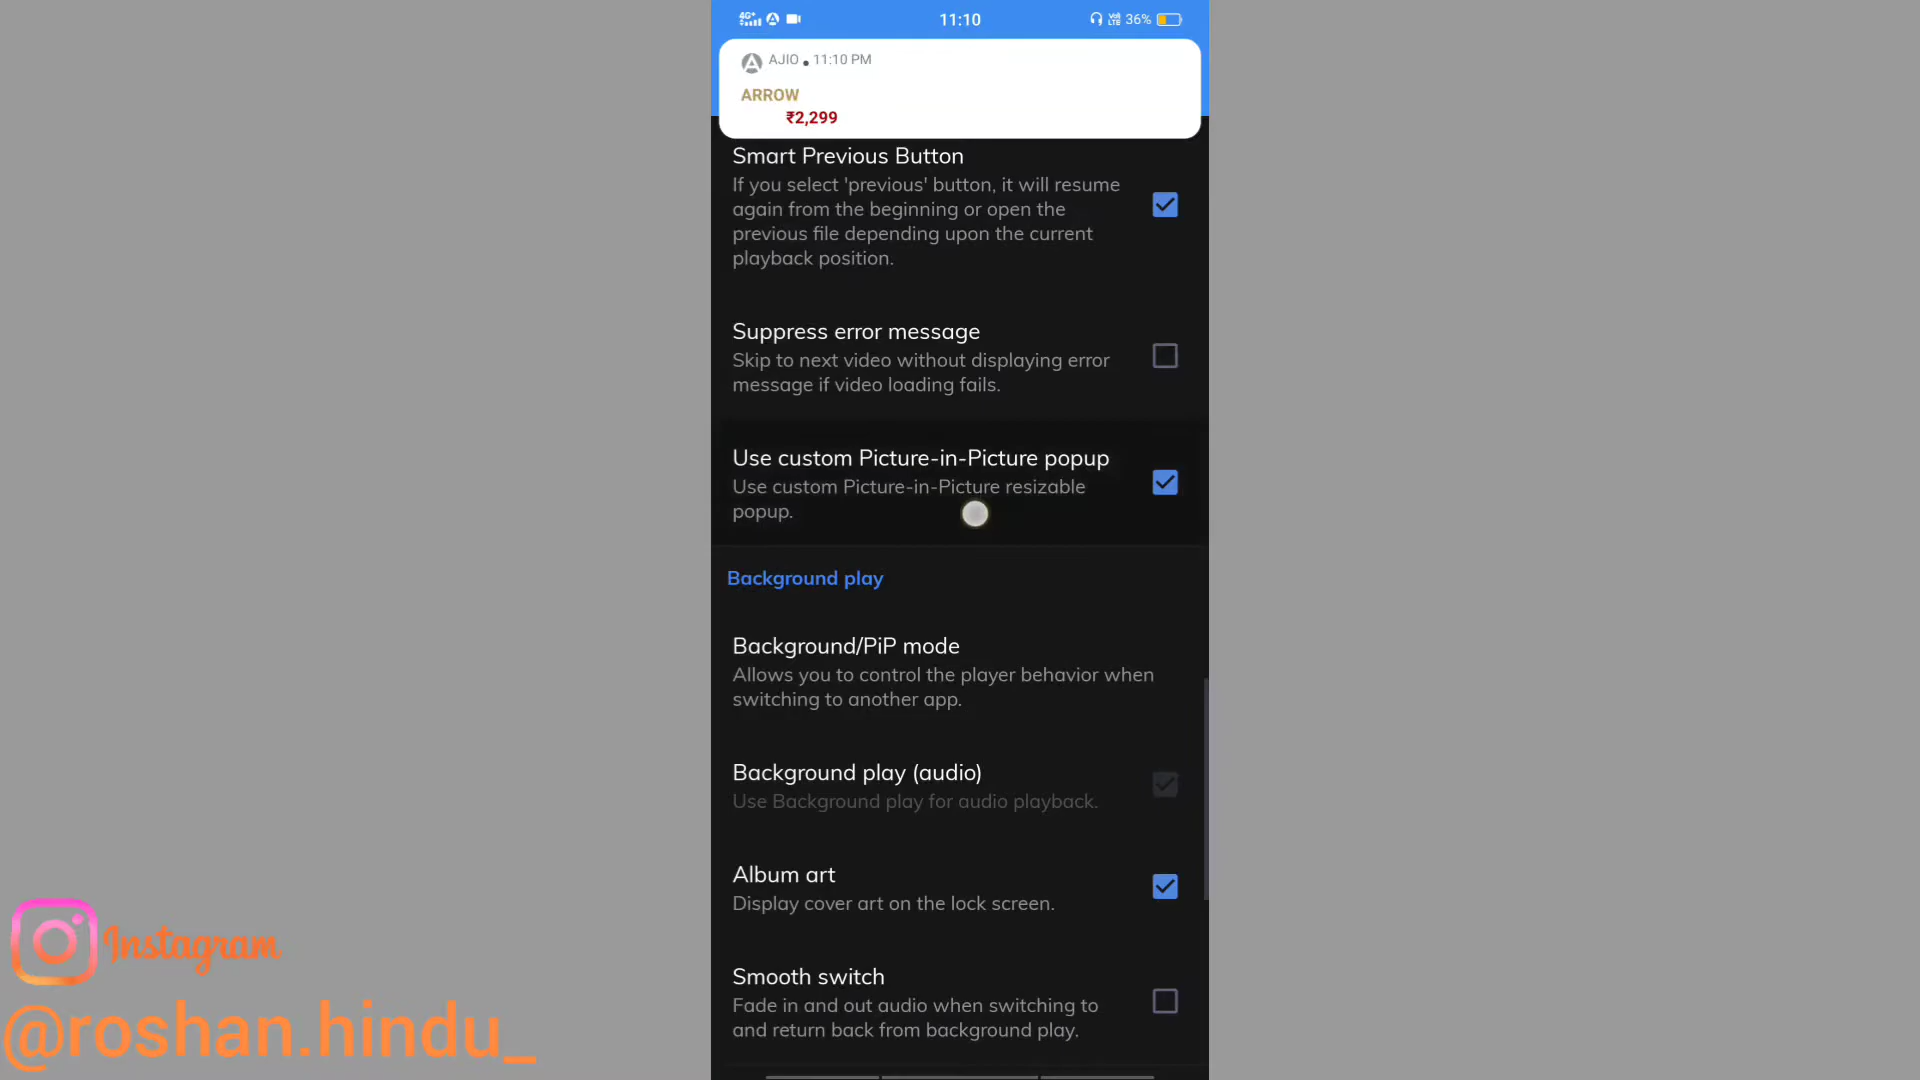 4G+ 11:10 Vo) LTE 36%
AJIO • 11:10 PM
ARROW
₹2,299
Smart Previous Button
If you select 'previous' button, it will resume
again from the beginning or open the
previous file depending upon the current
playback position.
Suppress error message
Skip to next video without displaying error
message if video loading fails.
Use custom Picture-in-Picture popup
Use custom Picture-in-Picture resizable
popup.
Background play
Background/PiP mode
Allows you to control the player behavior when
switching to another app.
Background play (audio)
Use Background play for audio playback.
Album art
Display cover art on the lock screen.
Smooth switch
Fade in and out audio when switching to
and return back from background play.
Instagram
@roshan.hindu_